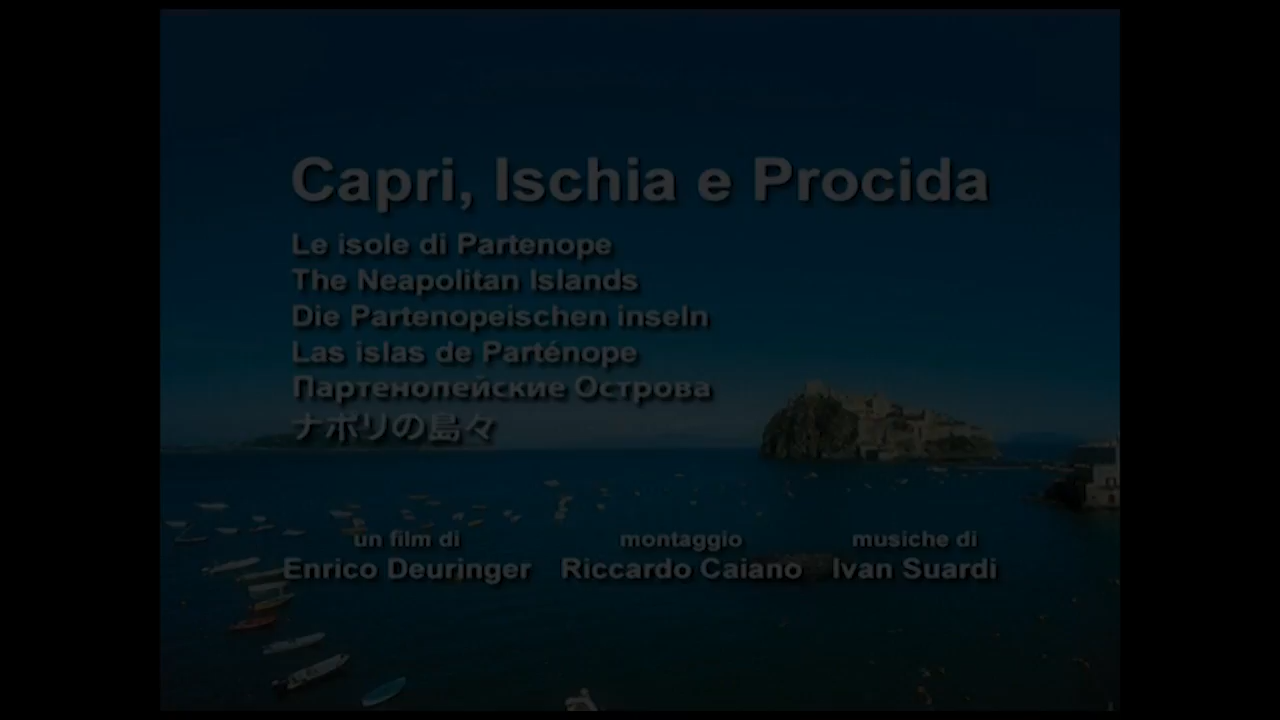 Capri, Ischia e Procida
Le isole di Partenope
The Neapolitan Islands
Die Partenopeischen inseln
Las islas de Parténope
Партенопейские Острова
ナポリの島々
un film di montaggio musiche di
Enrico Deuringer Riccardo Caiano Ivan Suardi